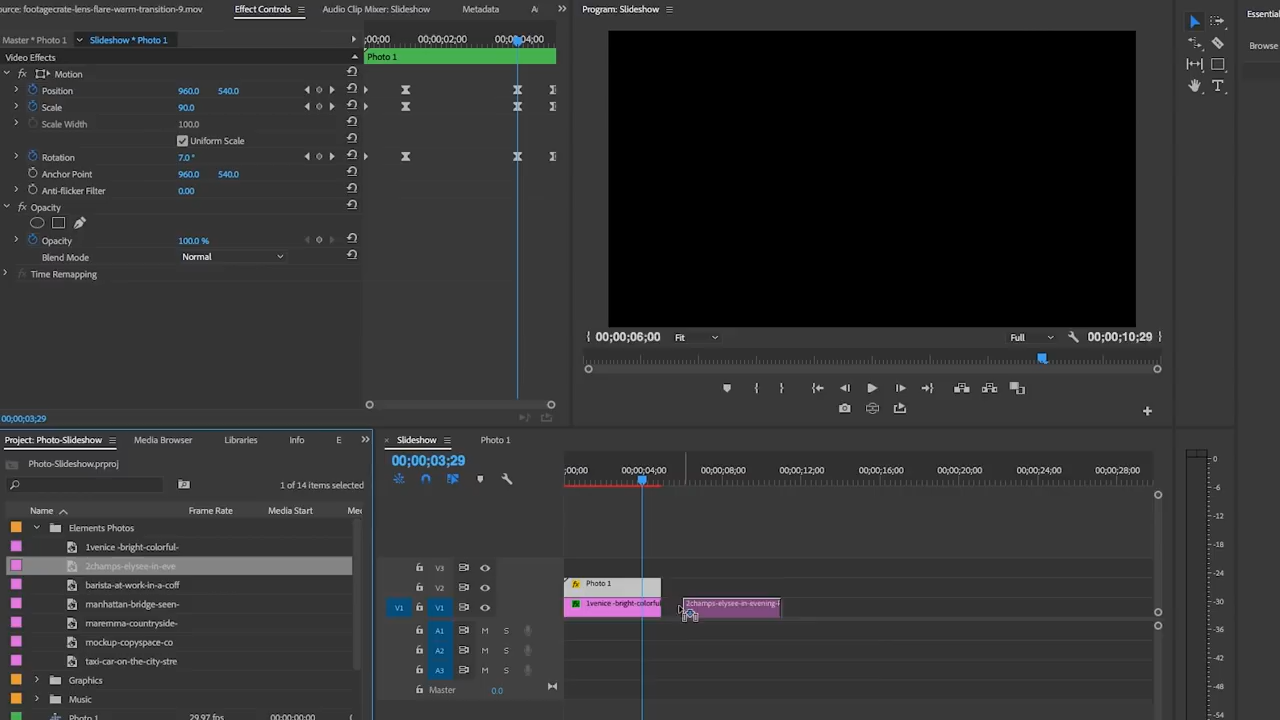 ource: footagecrate-lens-flare-warm-transition-9.mov
Effect Controls
Audio Clip Mixer: Slideshow
Metadata
Program: Slideshow
Essential
Master * Photo 1
Slideshow * Photo 1
;00;00
00;00;02;00
00;00;04;00
Browse
Video Effects
Photo 1
fx Motion
Position 960.0 540.0
Scale 90.0
Scale Width 100.0
Uniform Scale
Rotation 7.0 °
Anchor Point 960.0 540.0
Anti-flicker Filter 0.00
fx Opacity
Opacity 100.0 %
Blend Mode Normal
fx Time Remapping
00;00;06;00
Fit
Full
00;00;10;29
00;00;03;29
Project: Photo-Slideshow
Media Browser
Libraries
Info
E
Slideshow
Photo 1
Photo-Slideshow.prproj
00;00;03;29
;00;00
00;00;04;00
00;00;08;00
00;00;12;00
00;00;16;00
00;00;20;00
00;00;24;00
00;00;28;00
1 of 14 items selected
Name
Frame Rate
Media Start
Me
Elements Photos
1venice -bright-colorful-
2champs-elysee-in-eve
barista-at-work-in-a-coff
manhattan-bridge-seen-
maremma-countryside-
mockup-copyspace-co
taxi-car-on-the-city-stre
Graphics
Music
Photo 1
29.97 fps
00;00;00;00
V3
V2
fx Photo 1
V1 V1
fx 1venice -bright-colorful
2champs-elysee-in-evening-
A1 M S
A2 M S
A3 M S
Master 0.0
0
-6
-12
-18
-24
-30
-36
-42
-48
-54